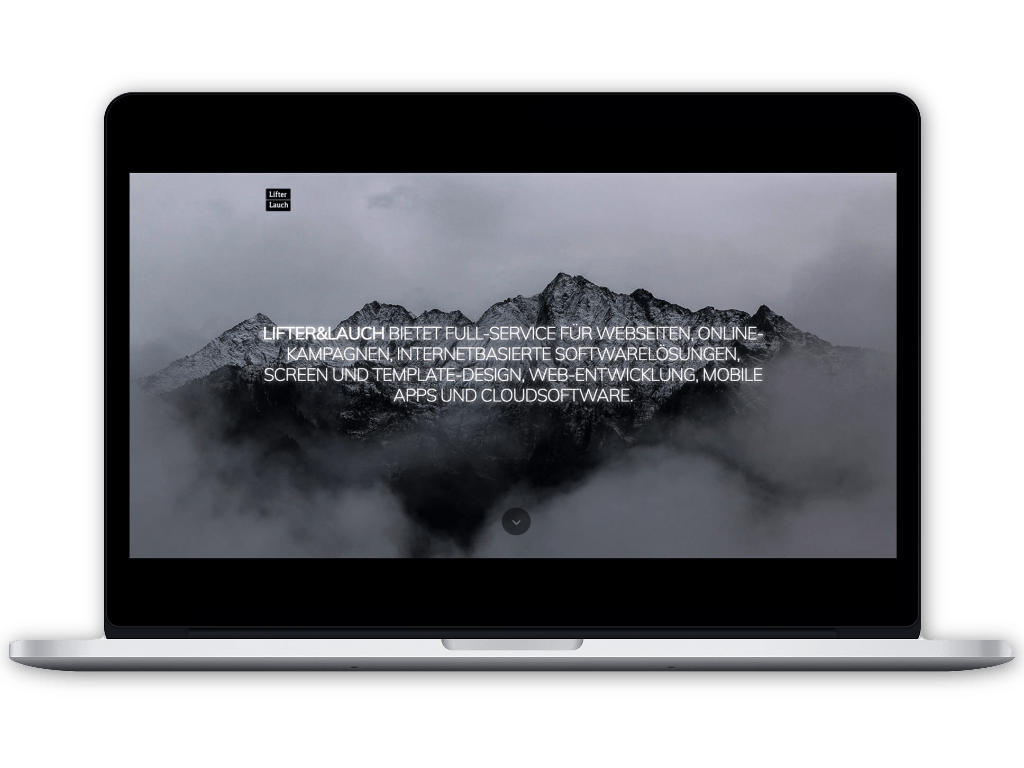 Lifter
Lauch
LIFTER&LAUCH BIETET FULL-SERVICE FÜR WEBSEITEN, ONLINE-
KAMPAGNEN, INTERNETBASIERTE SOFTWARELÖSUNGEN,
SCREEN UND TEMPLATE-DESIGN, WEB-ENTWICKLUNG, MOBILE
APPS UND CLOUDSOFTWARE.